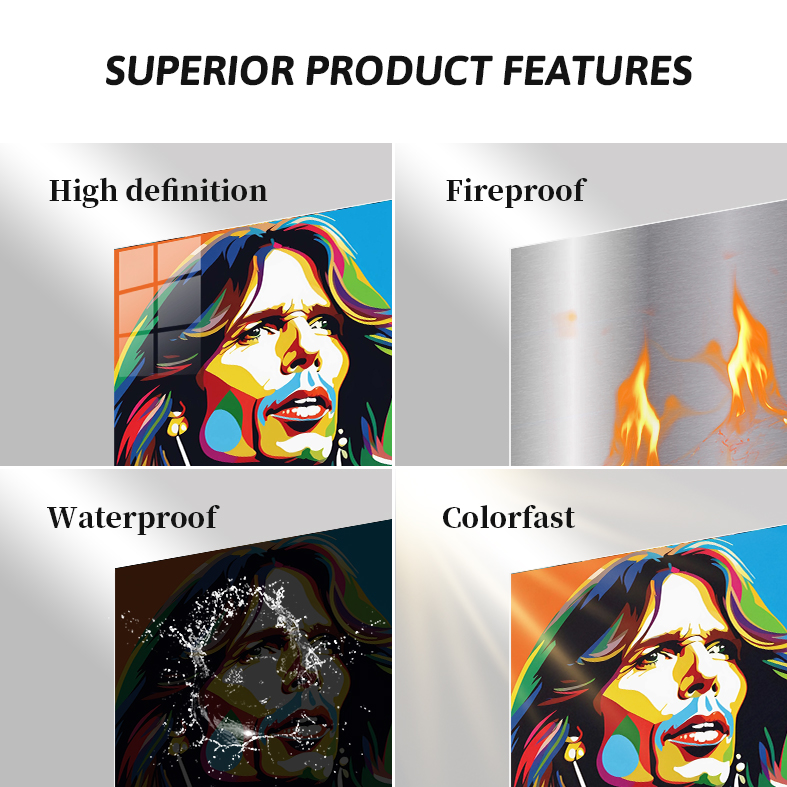 SUPERIOR PRODUCT FEATURES
High definition
Fireproof
Waterproof
Colorfast